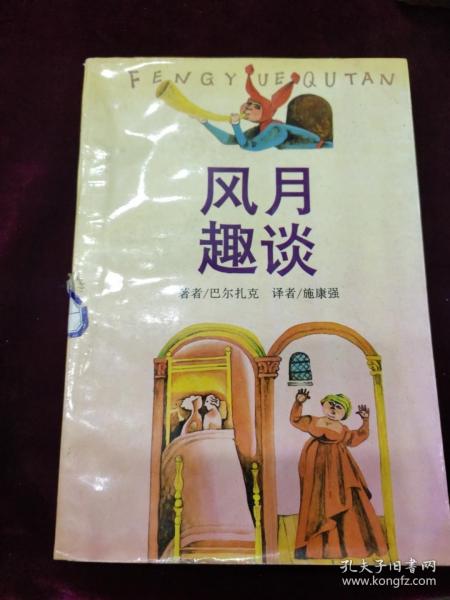 FENGYUEQUTAN
风月
趣谈
著者/巴尔扎克 译者/施康强
孔夫子旧书网
www.kongfz.com